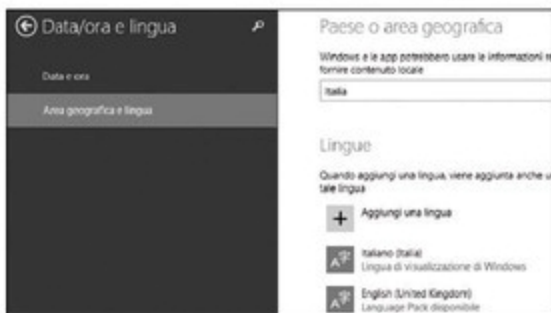 Data/ora e lingua
Data e ora
Area geografica e lingua
Paese o area geografica
Windows e le app potrebbero usare le informazioni
fornire contenuto locale
Italia
Lingue
Quando aggiungi una lingua, viene aggiunta anche
tale lingua
Aggiungi una lingua
Italiano (Italia)
Lingua di visualizzazione di Windows
English (United Kingdom)
Language Pack disponibile